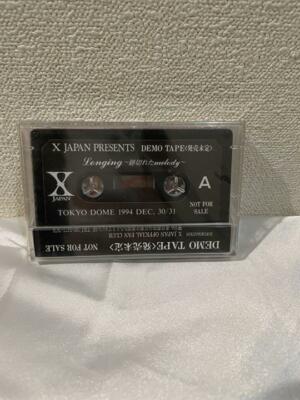 X JAPAN PRESENTS DEMO TAPE<発売未定>
Longing ~跡切れたmelody~
X
JAPAN
A
TOKYO DOME 1994 DEC. 30/31
NOT FOR
SALE
DEMO TAPE<発売未定>
NOT FOR SALE
X JAPAN OFFICIAL FAN CLUB
INFORMATION